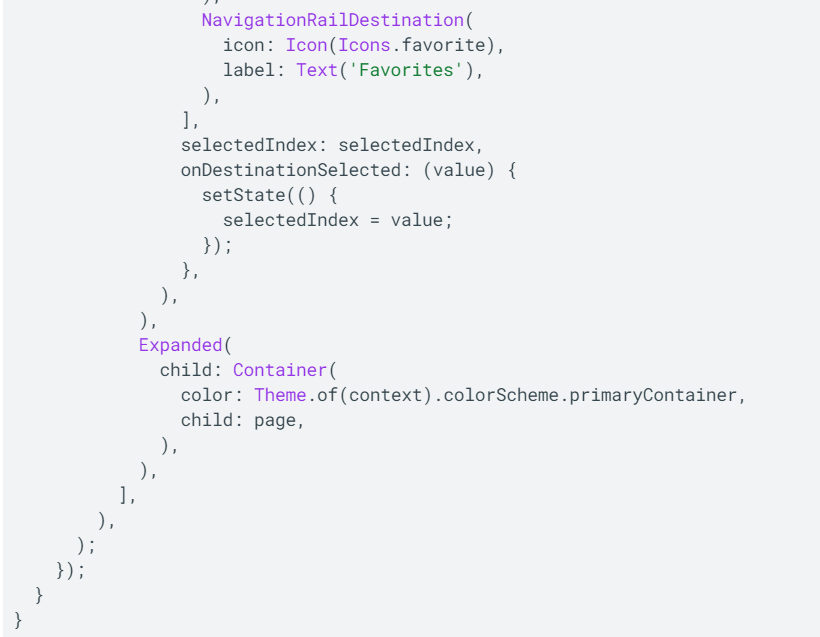 ),
NavigationRailDestination(
icon: Icon(Icons.favorite),
label: Text('Favorites'),
),
],
selectedIndex: selectedIndex,
onDestinationSelected: (value) {
setState(() {
selectedIndex = value;
});
},
),
),
Expanded(
child: Container(
color: Theme.of(context).colorScheme.primaryContainer,
child: page,
),
),
],
),
);
});
}
}